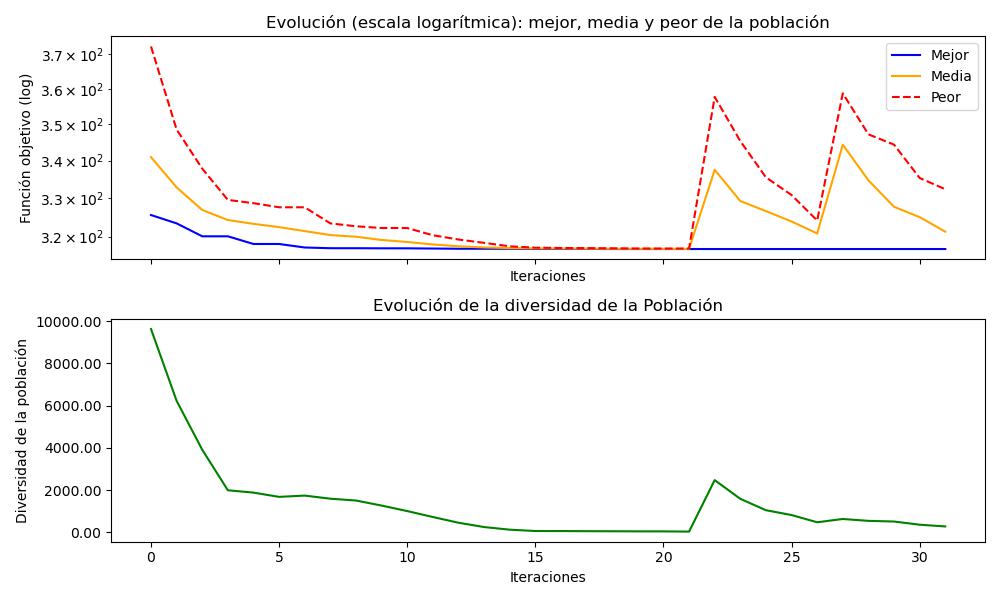 Evolución (escala logarítmica): mejor, media y peor de la población
Función objetivo (log)
3.7 × 10²
3.6 × 10²
3.5 × 10²
3.4 × 10²
3.3 × 10²
3.2 × 10²
Mejor
Media
Peor
Iteraciones
Evolución de la diversidad de la Población
Diversidad de la población
10000.00
8000.00
6000.00
4000.00
2000.00
0.00
0 5 10 15 20 25 30
Iteraciones